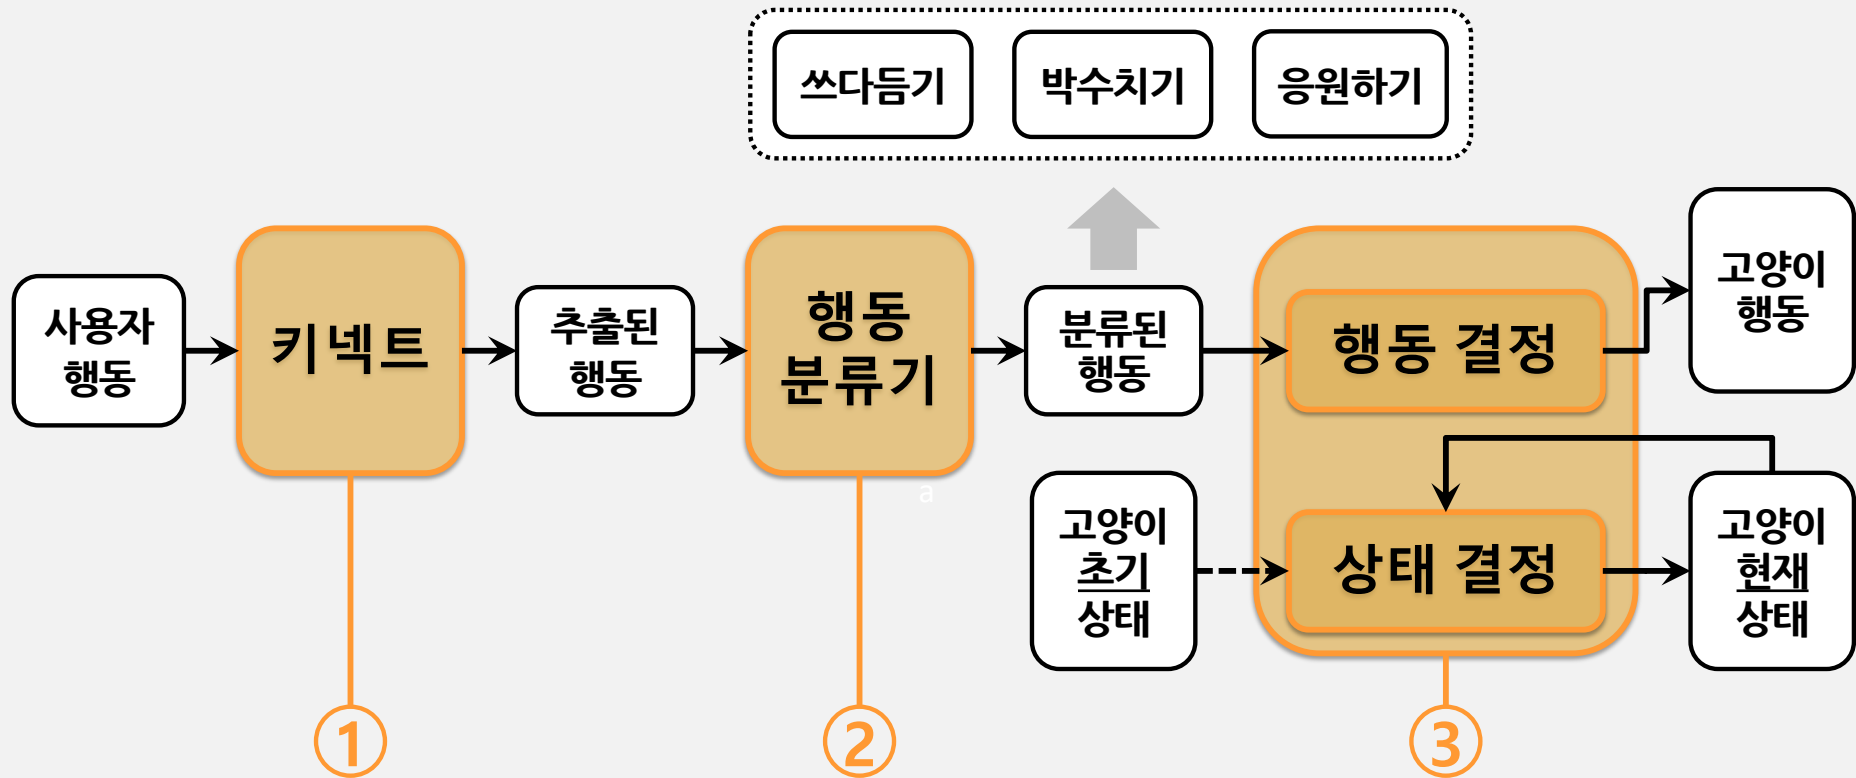 쓰다듬기
박수치기
응원하기
사용자
행동
키넥트
추출된
행동
행동
분류기
분류된
행동
행동 결정
고양이
행동
a
고양이
초기
상태
상태 결정
고양이
현재
상태
1
2
3